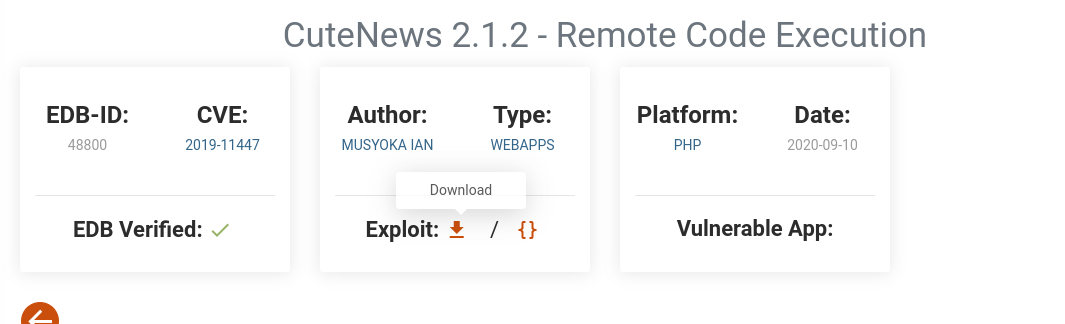 CuteNews 2.1.2 - Remote Code Execution
EDB-ID: CVE:
48800 2019-11447
EDB Verified:
Author: Type:
MUSYOKA IAN WEBAPPS
Download
Exploit: / {}
Platform: Date:
PHP 2020-09-10
Vulnerable App: